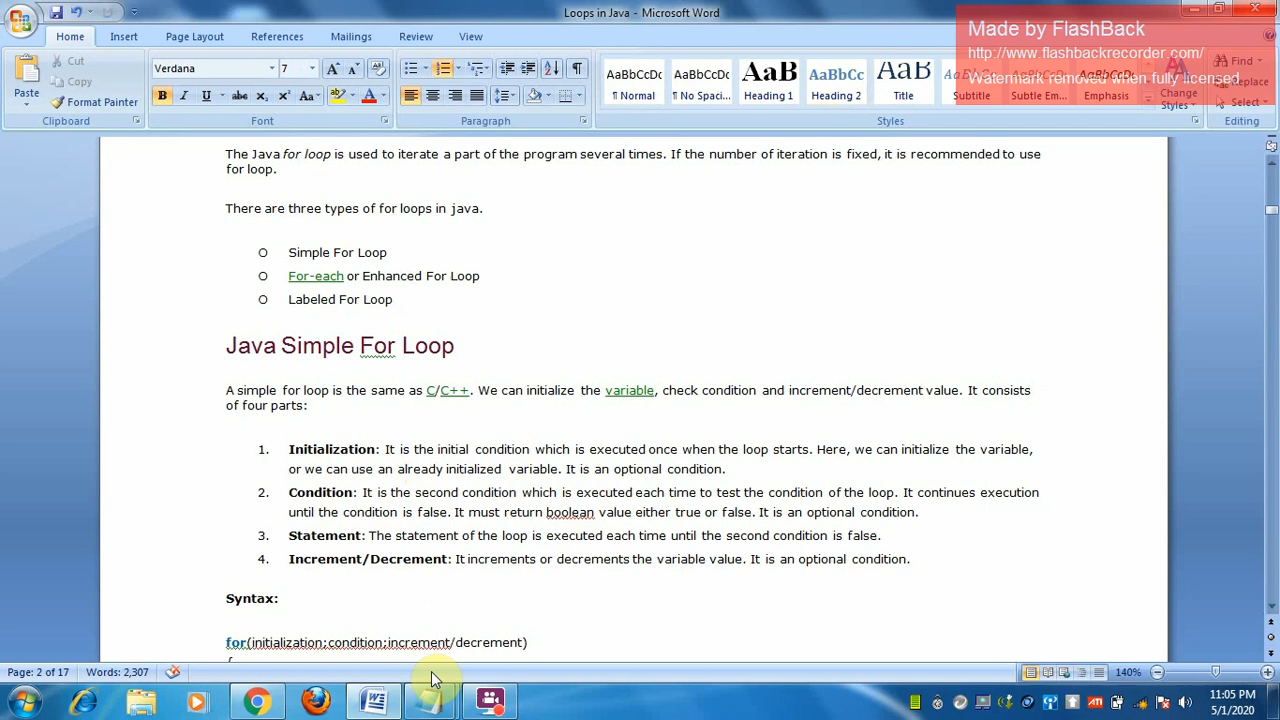 Loops in Java - Microsoft Word
Made by FlashBack
http://www.flashbackrecorder.com/
Watermark removed when fully licensed
Home Insert Page Layout References Mailings Review View
Paste
Cut
Copy
Format Painter
Clipboard
Verdana 7
B I U abc x₂ x² Aa
Font
Paragraph
AaBbCcDc AaBbCcDc AaB AaBbCc AaB AaBbCc AaBbCcDc AaBbCcDc
¶ Normal ¶ No Spaci... Heading 1 Heading 2 Title Subtitle Subtle Em... Emphasis
Change Styles
Styles
Find
Replace
Select
Editing
The Java for loop is used to iterate a part of the program several times. If the number of iteration is fixed, it is recommended to use
for loop.
There are three types of for loops in java.
O Simple For Loop
O For-each or Enhanced For Loop
O Labeled For Loop
Java Simple For Loop
A simple for loop is the same as C/C++. We can initialize the variable, check condition and increment/decrement value. It consists
of four parts:
1. Initialization: It is the initial condition which is executed once when the loop starts. Here, we can initialize the variable,
or we can use an already initialized variable. It is an optional condition.
2. Condition: It is the second condition which is executed each time to test the condition of the loop. It continues execution
until the condition is false. It must return boolean value either true or false. It is an optional condition.
3. Statement: The statement of the loop is executed each time until the second condition is false.
4. Increment/Decrement: It increments or decrements the variable value. It is an optional condition.
Syntax:
for(initialization;condition;increment/decrement)
{
Page: 2 of 17 Words: 2,307 140%
11:05 PM
5/1/2020